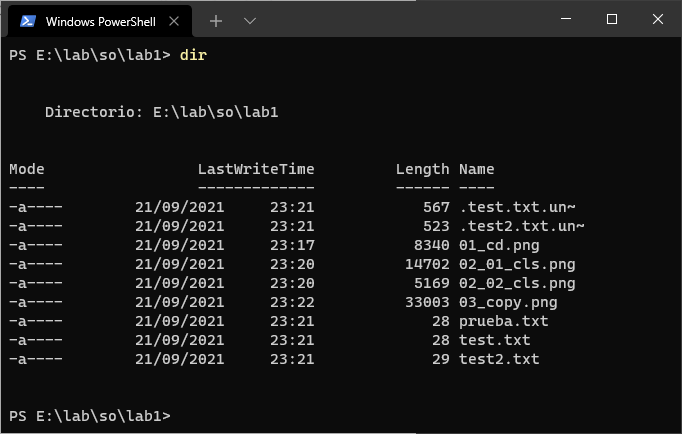 Windows PowerShell
PS E:\lab\so\lab1> dir
Directorio: E:\lab\so\lab1
Mode LastWriteTime Length Name
---- ------------- ------ ----
-a---- 21/09/2021 23:21 567 .test.txt.un~
-a---- 21/09/2021 23:21 523 .test2.txt.un~
-a---- 21/09/2021 23:17 8340 01_cd.png
-a---- 21/09/2021 23:20 14702 02_01_cls.png
-a---- 21/09/2021 23:20 5169 02_02_cls.png
-a---- 21/09/2021 23:22 33003 03_copy.png
-a---- 21/09/2021 23:21 28 prueba.txt
-a---- 21/09/2021 23:21 28 test.txt
-a---- 21/09/2021 23:21 29 test2.txt
PS E:\lab\so\lab1>